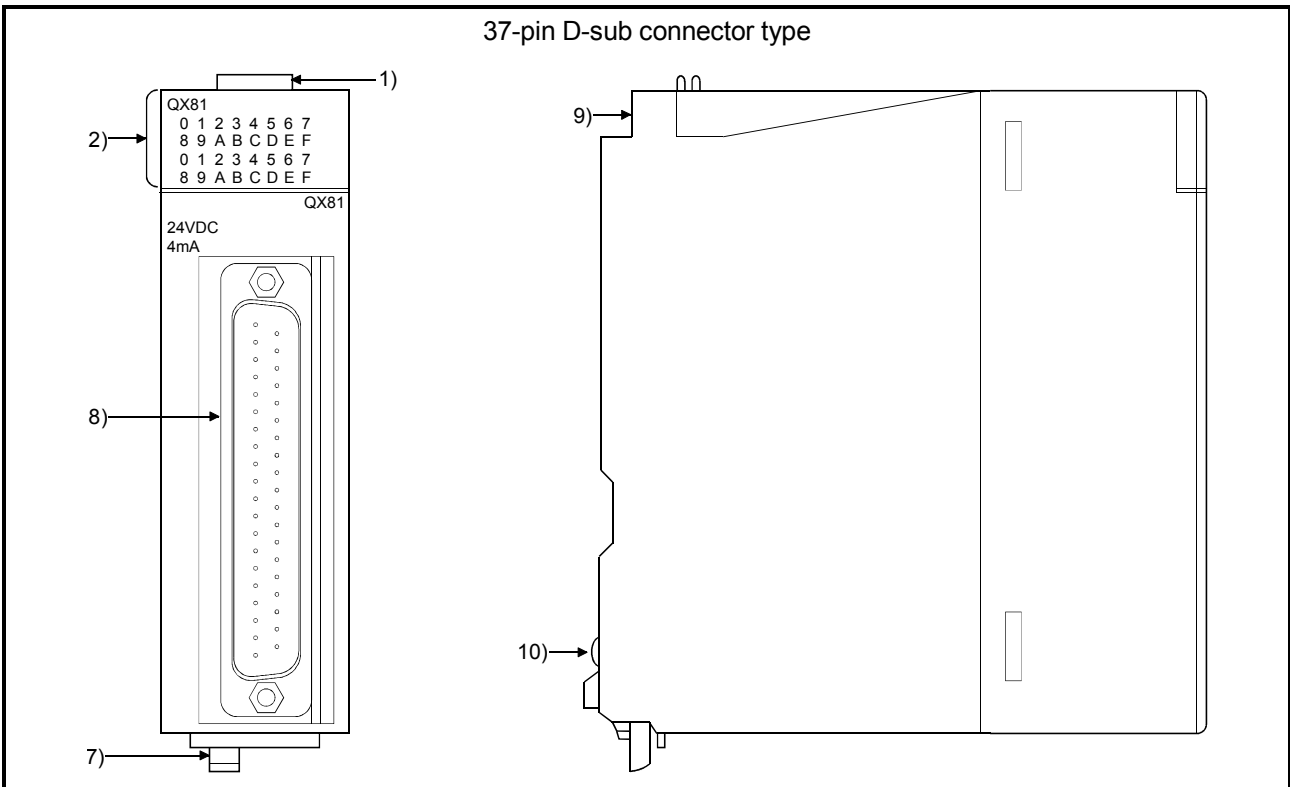 37-pin D-sub connector type
1)
QX81
0 1 2 3 4 5 6 7
2)
8 9 A B C D E F
0 1 2 3 4 5 6 7
8 9 A B C D E F
QX81
24VDC
4mA
8)
7)
9)
10)